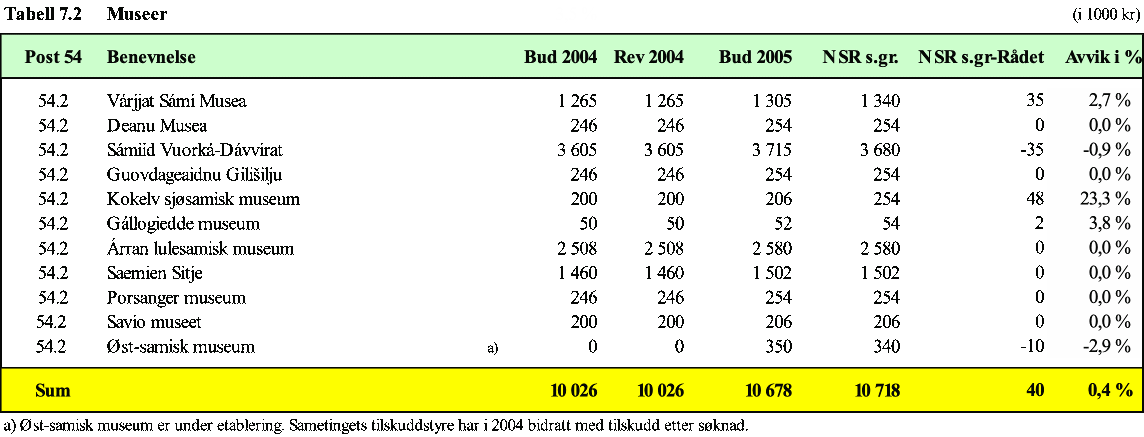 Tabell 7.2 Museer (i 1000 kr)
Post 54 Benevnelse Bud 2004 Rev 2004 Bud 2005 NSR s.gr. NSR s.gr-Rådet Avvik i %
54.2 Várjjat Sámi Musea 1 265 1 265 1 305 1 340 35 2,7 %
54.2 Deanu Musea 246 246 254 254 0 0,0 %
54.2 Sámiid Vuorká-Dávvirat 3 605 3 605 3 715 3 680 -35 -0,9 %
54.2 Guovdageaidnu Gilišilju 246 246 254 254 0 0,0 %
54.2 Kokelv sjøsamisk museum 200 200 206 254 48 23,3 %
54.2 Gállogiedde museum 50 50 52 54 2 3,8 %
54.2 Árran lulesamisk museum 2 508 2 508 2 580 2 580 0 0,0 %
54.2 Saemien Sitje 1 460 1 460 1 502 1 502 0 0,0 %
54.2 Porsanger museum 246 246 254 254 0 0,0 %
54.2 Savio museet 200 200 206 206 0 0,0 %
54.2 Øst-samisk museum a) 0 0 350 340 -10 -2,9 %
Sum 10 026 10 026 10 678 10 718 40 0,4 %
a) Øst-samisk museum er under etablering. Sametingets tilskuddstyre har i 2004 bidratt med tilskudd etter søknad.